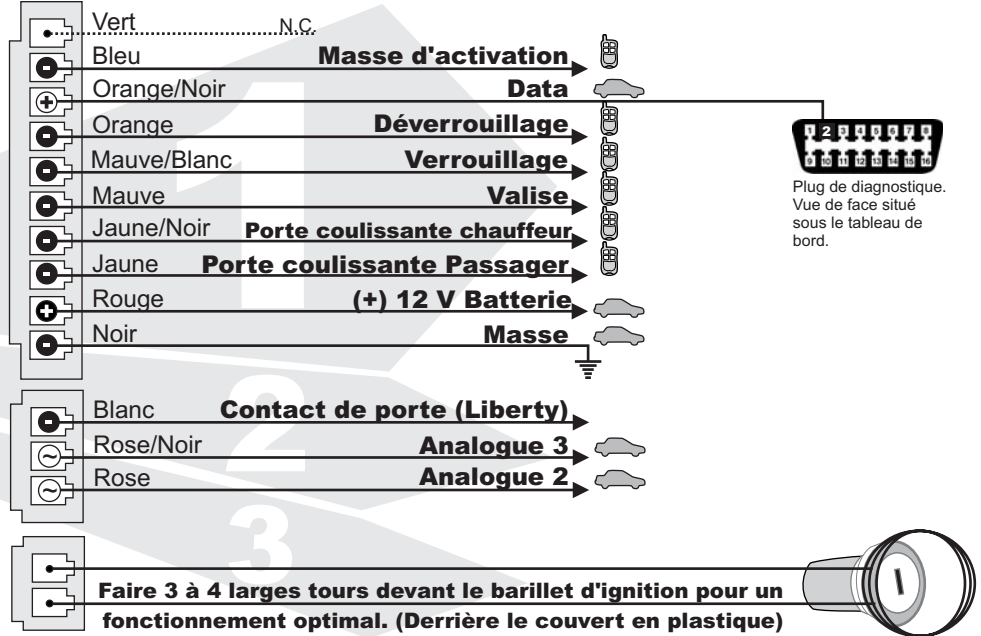 Vert N.C.
Bleu Masse d'activation
Orange/Noir Data
Orange Déverrouillage
Mauve/Blanc Verrouillage
Mauve Valise
Jaune/Noir Porte coulissante chauffeur
Jaune Porte coulissante Passager
Rouge (+) 12 V Batterie
Noir Masse
1
1 2 3 4 5 6 7 8
9 10 11 12 13 14 15 16
Plug de diagnostique.
Vue de face situé
sous le tableau de
bord.
Blanc Contact de porte (Liberty)
Rose/Noir Analogue 3
Rose Analogue 2
2
3
Faire 3 à 4 larges tours devant le barillet d'ignition pour un
fonctionnement optimal. (Derrière le couvert en plastique)